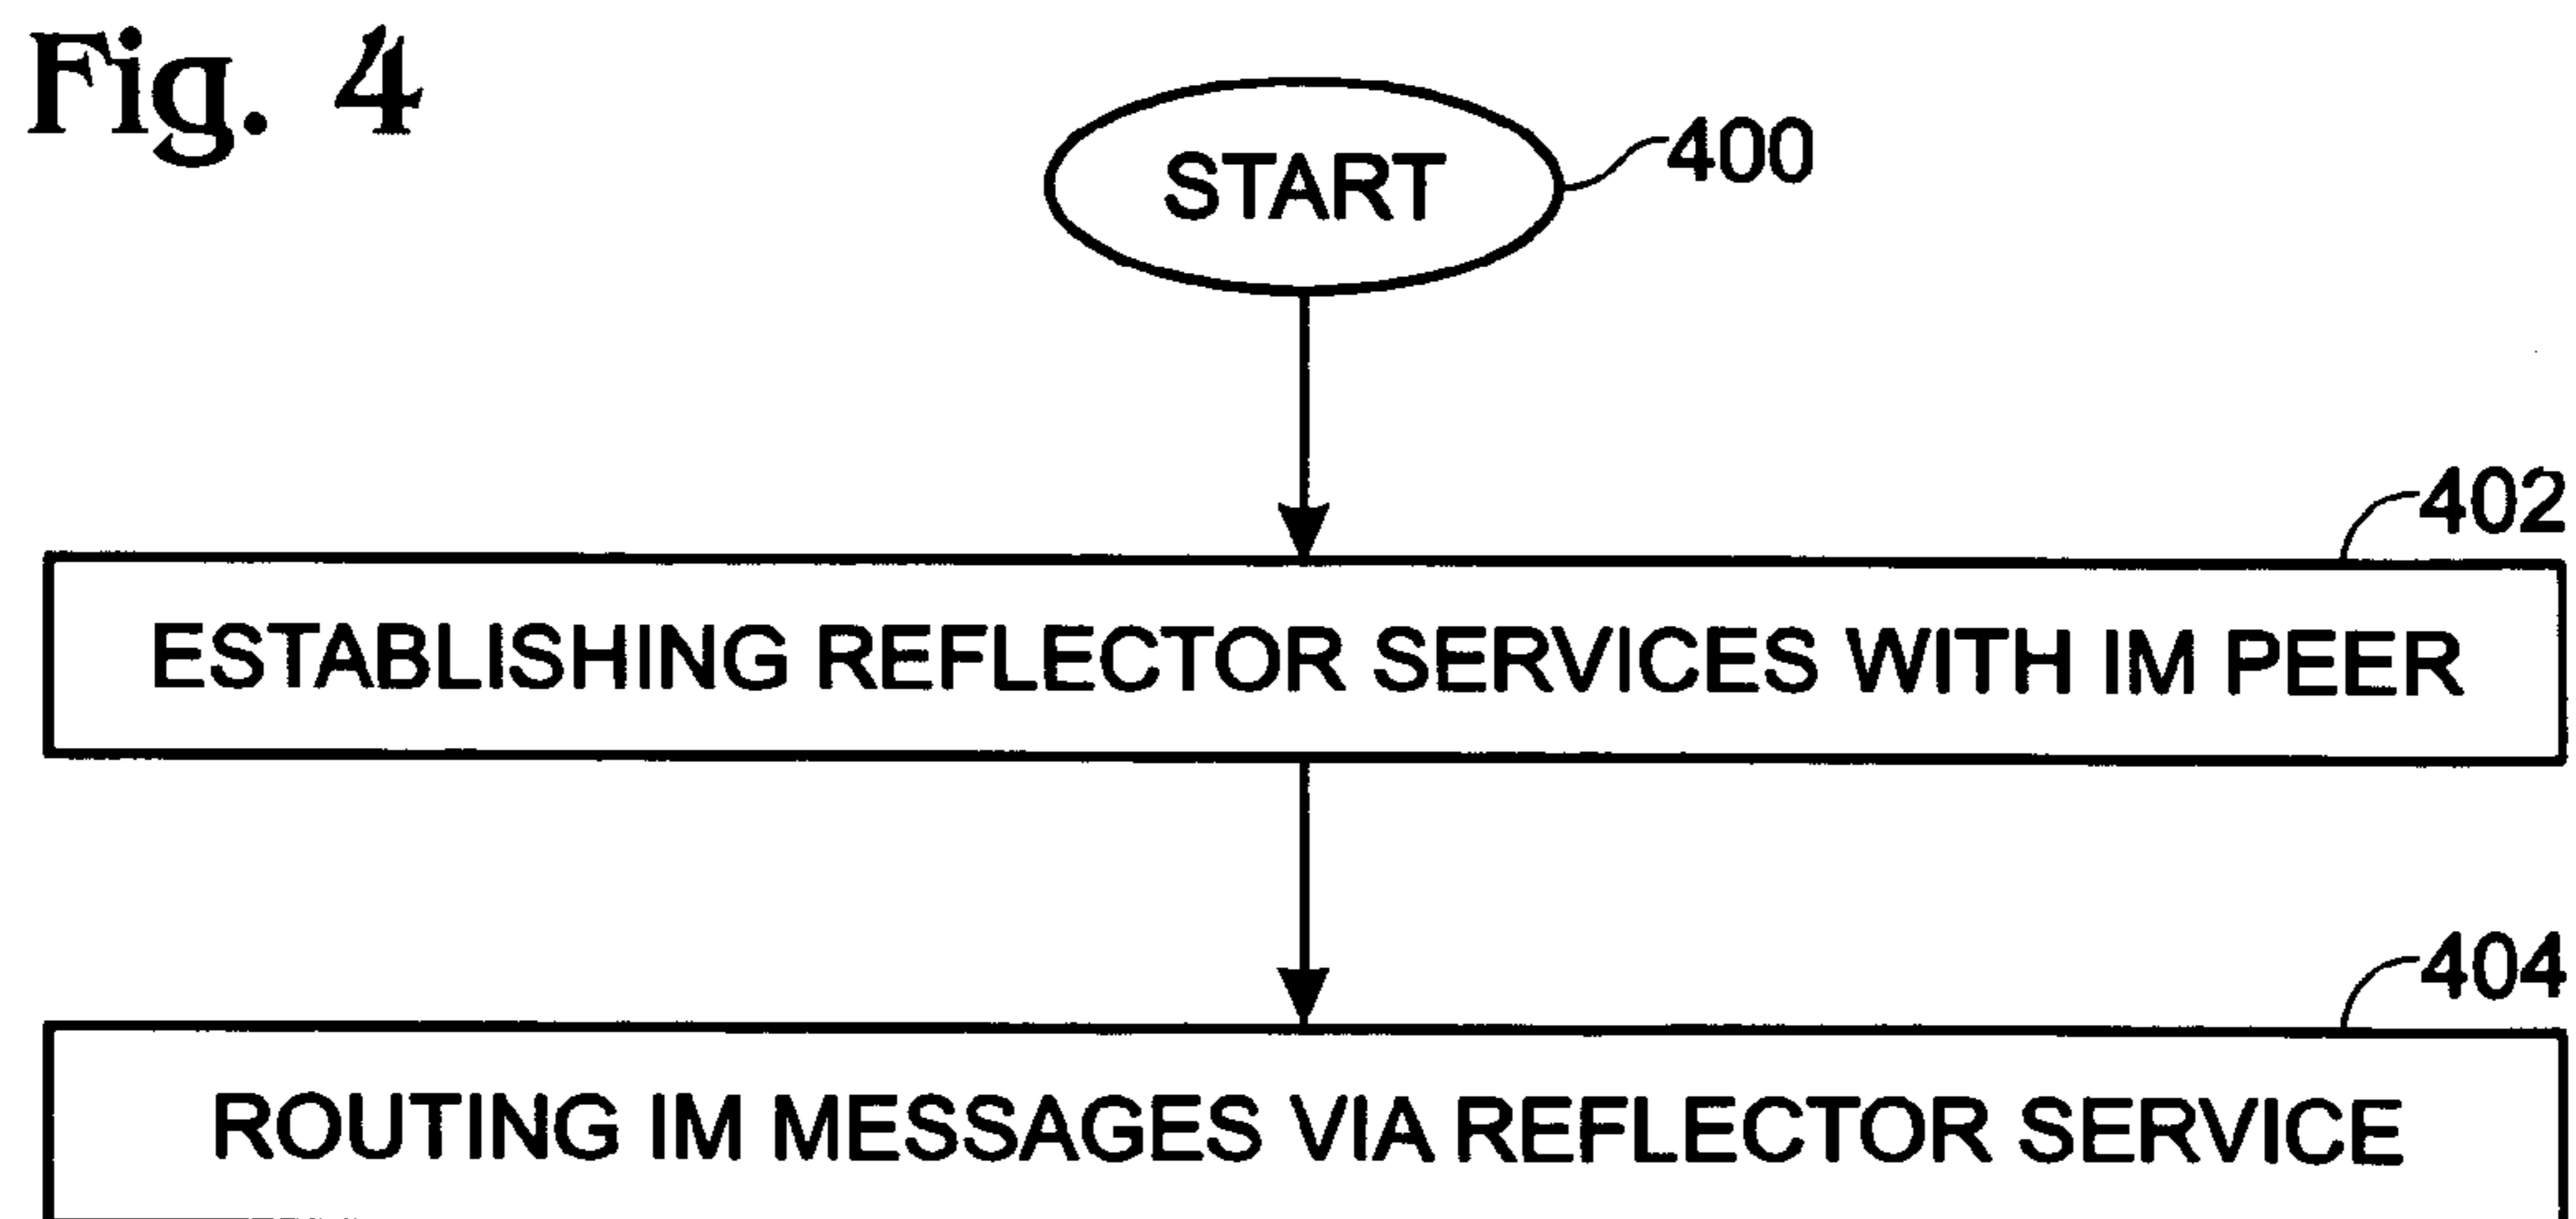 Fig. 4
START
400
402
ESTABLISHING REFLECTOR SERVICES WITH IM PEER
404
ROUTING IM MESSAGES VIA REFLECTOR SERVICE